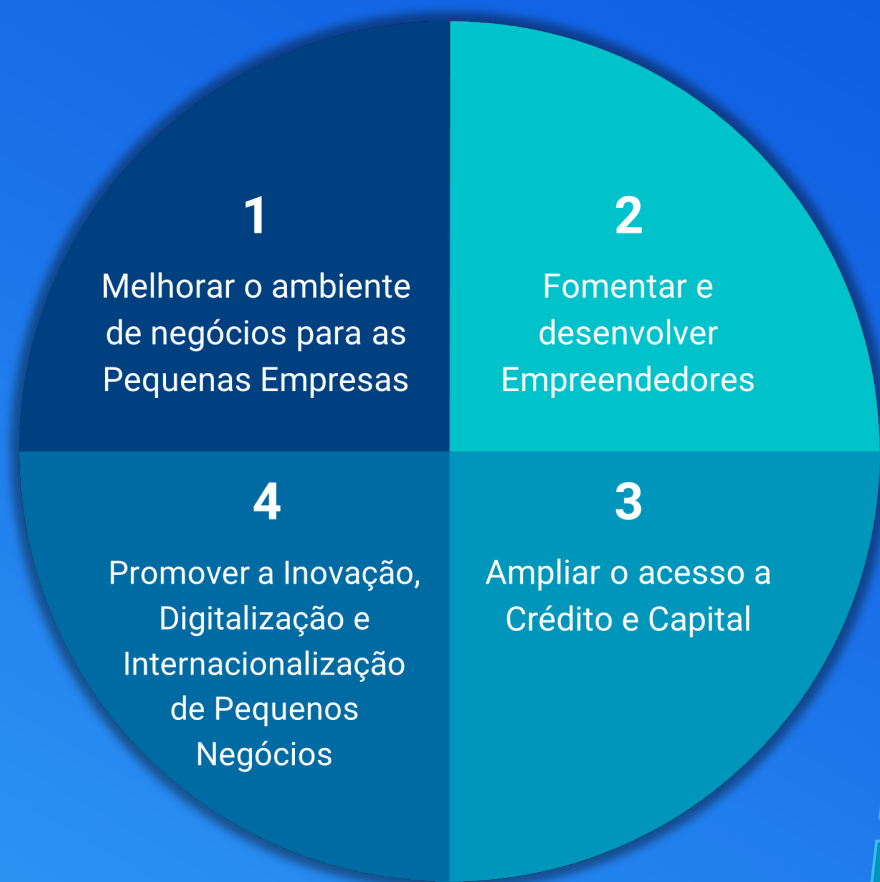 1
Melhorar o ambiente
de negócios para as
Pequenas Empresas
2
Fomentar e
desenvolver
Empreendedores
3
Ampliar o acesso a
Crédito e Capital
4
Promover a Inovação,
Digitalização e
Internacionalização
de Pequenos
Negócios